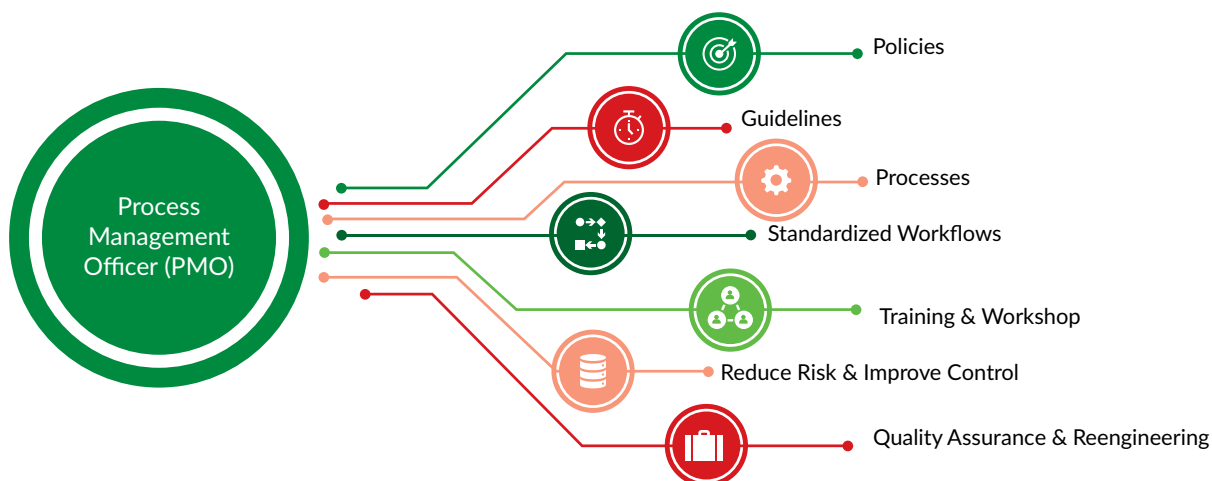 Process
Management
Officer (PMO)
Policies
Guidelines
Processes
Standardized Workflows
Training & Workshop
Reduce Risk & Improve Control
Quality Assurance & Reengineering